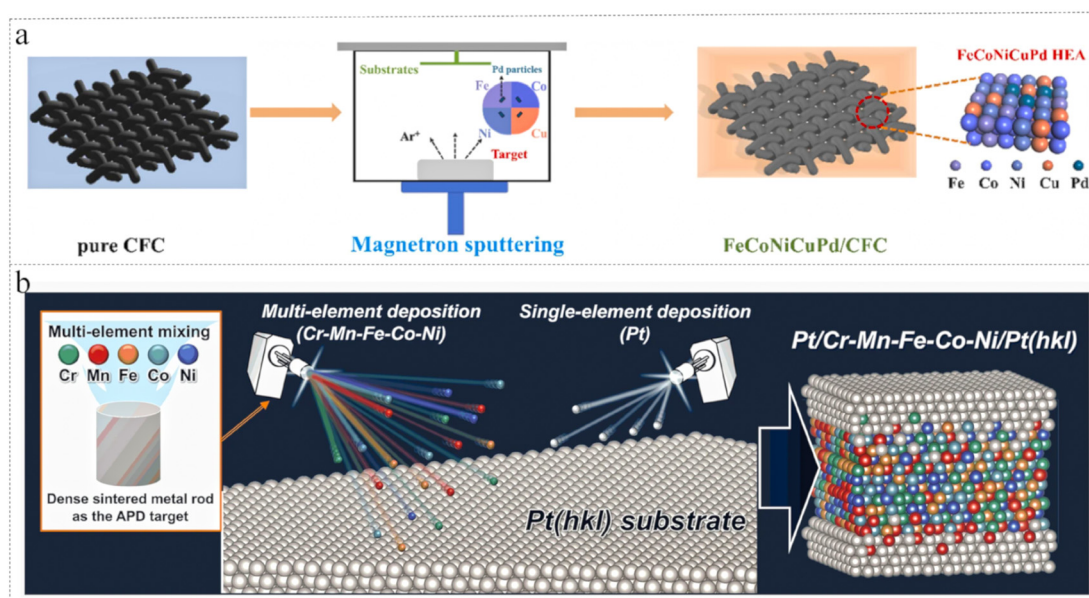 a
Substrates
Pd particles
Fe
Co
Ni
Cu
Ar+
Target
FeCoNiCuPd HEA
Fe Co Ni Cu Pd
pure CFC
Magnetron sputtering
FeCoNiCuPd/CFC
b
Multi-element mixing
Cr Mn Fe Co Ni
Dense sintered metal rod
as the APD target
Multi-element deposition
(Cr-Mn-Fe-Co-Ni)
Single-element deposition
(Pt)
Pt(hkl) substrate
Pt/Cr-Mn-Fe-Co-Ni/Pt(hkl)